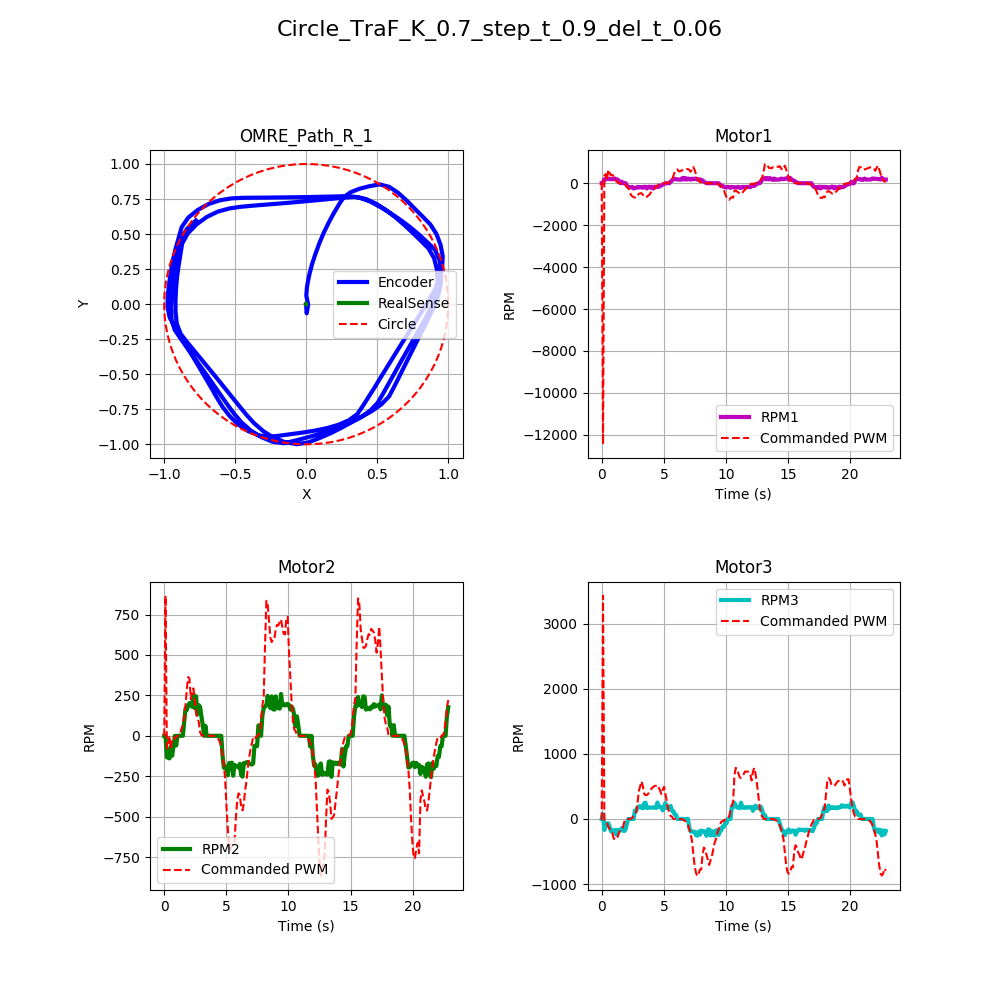 Circle_TraF_K_0.7_step_t_0.9_del_t_0.06
OMRE_Path_R_1
1.00
0.75
0.50
0.25
0.00
−0.25
−0.50
−0.75
−1.00
Y
Encoder
RealSense
Circle
−1.0 −0.5 0.0 0.5 1.0
X
Motor1
0
−2000
−4000
−6000
−8000
−10000
−12000
RPM
RPM1
Commanded PWM
0 5 10 15 20
Time (s)
Motor2
750
500
250
0
−250
−500
−750
RPM
RPM2
Commanded PWM
0 5 10 15 20
Time (s)
Motor3
3000
2000
1000
0
−1000
RPM
RPM3
Commanded PWM
0 5 10 15 20
Time (s)